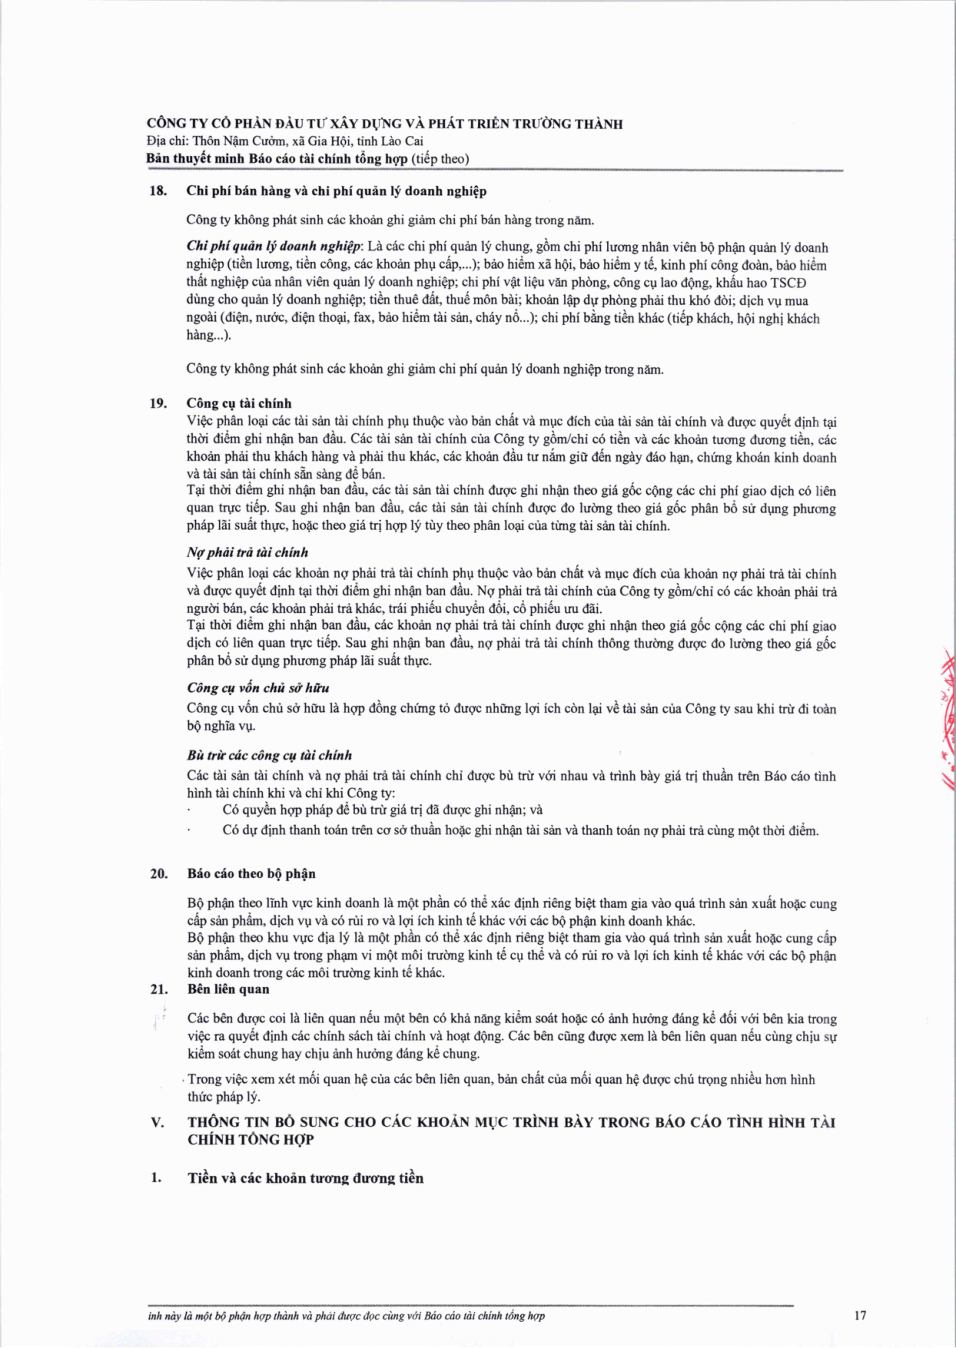 CÔNG TY CỔ PHẦN ĐẦU TƯ XÂY DỰNG VÀ PHÁT TRIỂN TRƯỜNG THÀNH
Địa chỉ: Thôn Nậm Cưởm, xã Gia Hội, tỉnh Lào Cai
Bản thuyết minh Báo cáo tài chính tổng hợp (tiếp theo)
18. Chi phí bán hàng và chi phí quản lý doanh nghiệp
Công ty không phát sinh các khoản ghi giảm chi phí bán hàng trong năm.
Chi phí quản lý doanh nghiệp: Là các chi phí quản lý chung, gồm chi phí lương nhân viên bộ phận quản lý doanh
nghiệp (tiền lương, tiền công, các khoản phụ cấp,...); bảo hiểm xã hội, bảo hiểm y tế, kinh phí công đoàn, bảo hiểm
thất nghiệp của nhân viên quản lý doanh nghiệp; chi phí vật liệu văn phòng, công cụ lao động, khấu hao TSCĐ
dùng cho quản lý doanh nghiệp; tiền thuê đất, thuế môn bài; khoản lập dự phòng phải thu khó đòi; dịch vụ mua
ngoài (điện, nước, điện thoại, fax, bảo hiểm tài sản, cháy nổ...); chi phí bằng tiền khác (tiếp khách, hội nghị khách
hàng...).
Công ty không phát sinh các khoản ghi giảm chi phí quản lý doanh nghiệp trong năm.
19. Công cụ tài chính
Việc phân loại các tài sản tài chính phụ thuộc vào bản chất và mục đích của tài sản tài chính và được quyết định tại
thời điểm ghi nhận ban đầu. Các tài sản tài chính của Công ty gồm/chỉ có tiền và các khoản tương đương tiền, các
khoản phải thu khách hàng và phải thu khác, các khoản đầu tư nắm giữ đến ngày đáo hạn, chứng khoán kinh doanh
và tài sản tài chính sẵn sàng để bán.
Tại thời điểm ghi nhận ban đầu, các tài sản tài chính được ghi nhận theo giá gốc cộng các chi phí giao dịch có liên
quan trực tiếp. Sau ghi nhận ban đầu, các tài sản tài chính được đo lường theo giá gốc phân bổ sử dụng phương
pháp lãi suất thực, hoặc theo giá trị hợp lý tùy theo phân loại của từng tài sản tài chính.
Nợ phải trả tài chính
Việc phân loại các khoản nợ phải trả tài chính phụ thuộc vào bản chất và mục đích của khoản nợ phải trả tài chính
và được quyết định tại thời điểm ghi nhận ban đầu. Nợ phải trả tài chính của Công ty gồm/chỉ có các khoản phải trả
người bán, các khoản phải trả khác, trái phiếu chuyển đổi, cổ phiếu ưu đãi.
Tại thời điểm ghi nhận ban đầu, các khoản nợ phải trả tài chính được ghi nhận theo giá gốc cộng các chi phí giao
dịch có liên quan trực tiếp. Sau ghi nhận ban đầu, nợ phải trả tài chính thông thường được đo lường theo giá gốc
phân bổ sử dụng phương pháp lãi suất thực.
Công cụ vốn chủ sở hữu
Công cụ vốn chủ sở hữu là hợp đồng chứng tỏ được những lợi ích còn lại về tài sản của Công ty sau khi trừ đi toàn
bộ nghĩa vụ.
Bù trừ các công cụ tài chính
Các tài sản tài chính và nợ phải trả tài chính chỉ được bù trừ với nhau và trình bày giá trị thuần trên Báo cáo tình
hình tài chính khi và chỉ khi Công ty:
· Có quyền hợp pháp để bù trừ giá trị đã được ghi nhận; và
· Có dự định thanh toán trên cơ sở thuần hoặc ghi nhận tài sản và thanh toán nợ phải trả cùng một thời điểm.
20. Báo cáo theo bộ phận
Bộ phận theo lĩnh vực kinh doanh là một phần có thể xác định riêng biệt tham gia vào quá trình sản xuất hoặc cung
cấp sản phẩm, dịch vụ và có rủi ro và lợi ích kinh tế khác với các bộ phận kinh doanh khác.
Bộ phận theo khu vực địa lý là một phần có thể xác định riêng biệt tham gia vào quá trình sản xuất hoặc cung cấp
sản phẩm, dịch vụ trong phạm vi một môi trường kinh tế cụ thể và có rủi ro và lợi ích kinh tế khác với các bộ phận
kinh doanh trong các môi trường kinh tế khác.
21. Bên liên quan
Các bên được coi là liên quan nếu một bên có khả năng kiểm soát hoặc có ảnh hưởng đáng kể đối với bên kia trong
việc ra quyết định các chính sách tài chính và hoạt động. Các bên cũng được xem là bên liên quan nếu cùng chịu sự
kiểm soát chung hay chịu ảnh hưởng đáng kể chung.
Trong việc xem xét mối quan hệ của các bên liên quan, bản chất của mối quan hệ được chú trọng nhiều hơn hình
thức pháp lý.
V. THÔNG TIN BỔ SUNG CHO CÁC KHOẢN MỤC TRÌNH BÀY TRONG BÁO CÁO TÌNH HÌNH TÀI
CHÍNH TỔNG HỢP
1. Tiền và các khoản tương đương tiền
inh này là một bộ phận hợp thành và phải được đọc cùng với Báo cáo tài chính tổng hợp 17